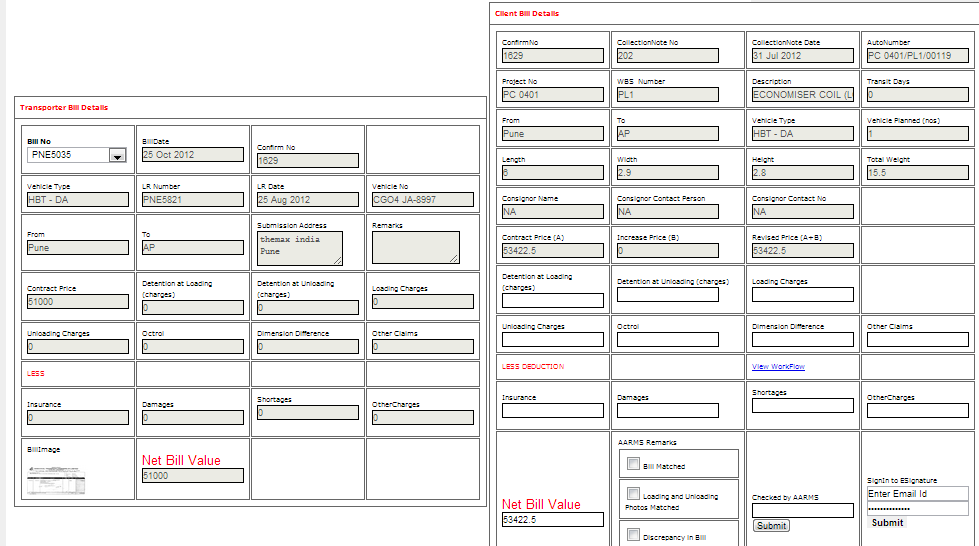 Transporter Bill Details
Bill No
BillDate
Confirm No
PNE5035
25 Oct 2012
1629
Vehicle Type
LR Number
LR Date
Vehicle No
HBT - DA
PNE5821
25 Aug 2012
CGO4 JA-8997
From
To
Submission Address
Remarks
Pune
AP
themax india
Pune
Contract Price
Detention at Loading
(charges)
Detention at Unloading
(charges)
Loading Charges
51000
0
0
0
Unloading Charges
Octroi
Dimension Difference
Other Claims
0
0
0
0
LESS
Insurance
Damages
Shortages
OtherCharges
0
0
0
0
BillImage
Net Bill Value
51000
Client Bill Details
ConfirmNo
CollectionNote No
CollectionNote Date
AutoNumber
1629
202
31 Jul 2012
PC 0401/PL1/00119
Project No
WBS Number
Description
Transit Days
PC 0401
PL1
ECONOMISER COIL (L
0
From
To
Vehicle Type
Vehicle Planned (nos)
Pune
AP
HBT - DA
1
Length
Width
Height
Total Weight
6
2.9
2.8
15.5
Consignor Name
Consignor Contact Person
Consignor Contact No
NA
NA
NA
Contract Price (A)
Increase Price (B)
Revised Price (A+B)
53422.5
0
53422.5
Detention at Loading
(charges)
Detention at Unloading (charges)
Loading Charges
Unloading Charges
Octroi
Dimension Difference
Other Claims
LESS DEDUCTION
View WorkFlow
Insurance
Damages
Shortages
OtherCharges
Net Bill Value
53422.5
AARMS Remarks
Bill Matched
Loading and Unloading
Photos Matched
Discrepancy in Bill
Checked by AARMS
Submit
SignIn to ESignature
Enter Email Id
••••••••••••••
Submit